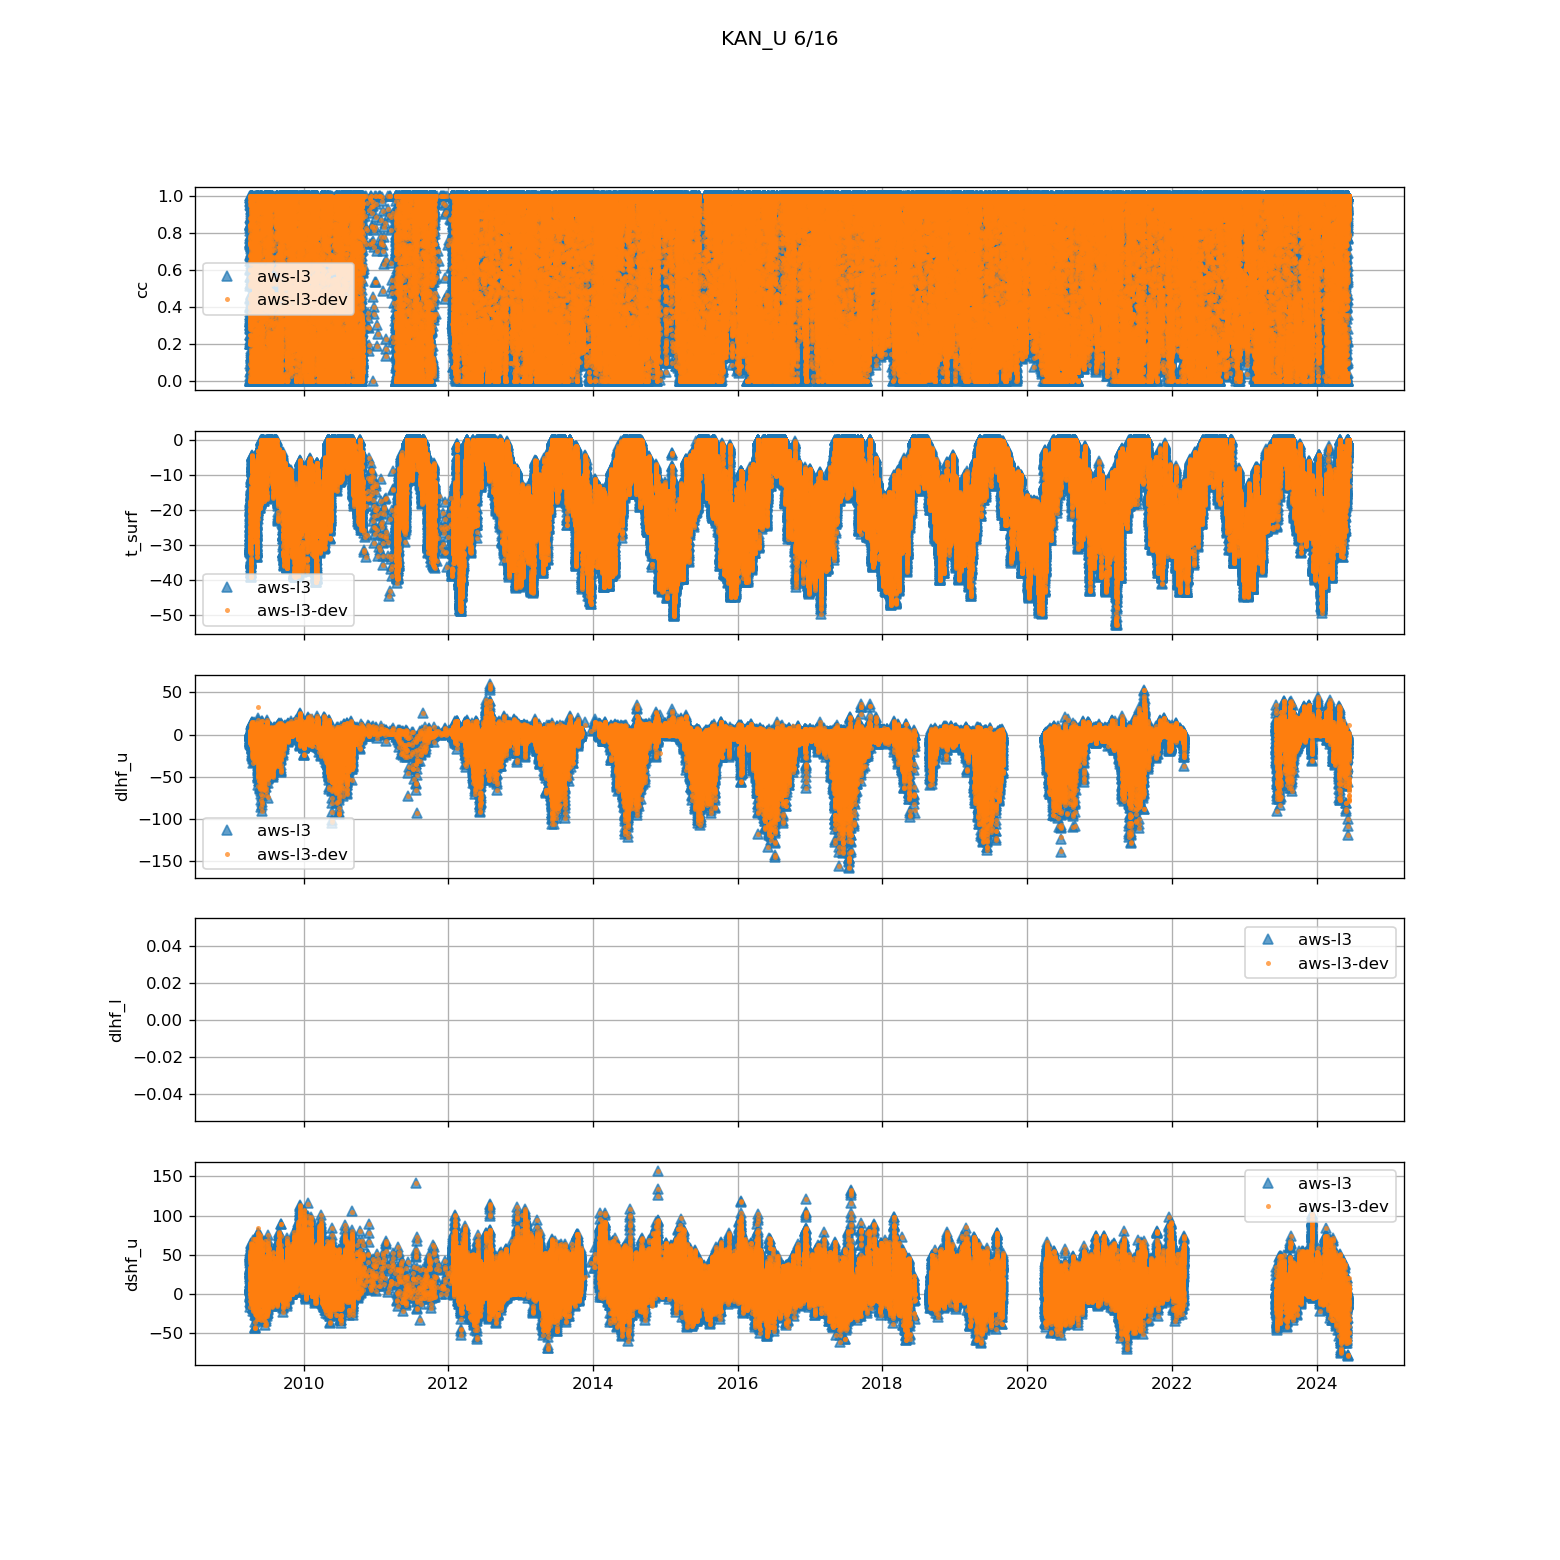 KAN_U 6/16
1.0
0.8
0.6
0.4
0.2
0.0
cc
aws-l3
aws-l3-dev
0
−10
−20
−30
−40
−50
t_surf
aws-l3
aws-l3-dev
50
0
−50
−100
−150
dlhf_u
aws-l3
aws-l3-dev
0.04
0.02
0.00
−0.02
−0.04
dlhf_l
aws-l3
aws-l3-dev
150
100
50
0
−50
dshf_u
aws-l3
aws-l3-dev
2010 2012 2014 2016 2018 2020 2022 2024